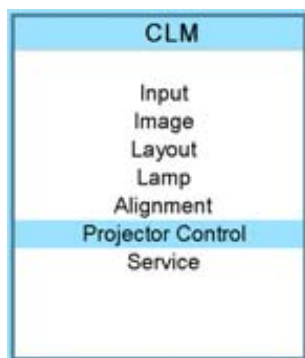 CLM
Input
Image
Layout
Lamp
Alignment
Projector Control
Service